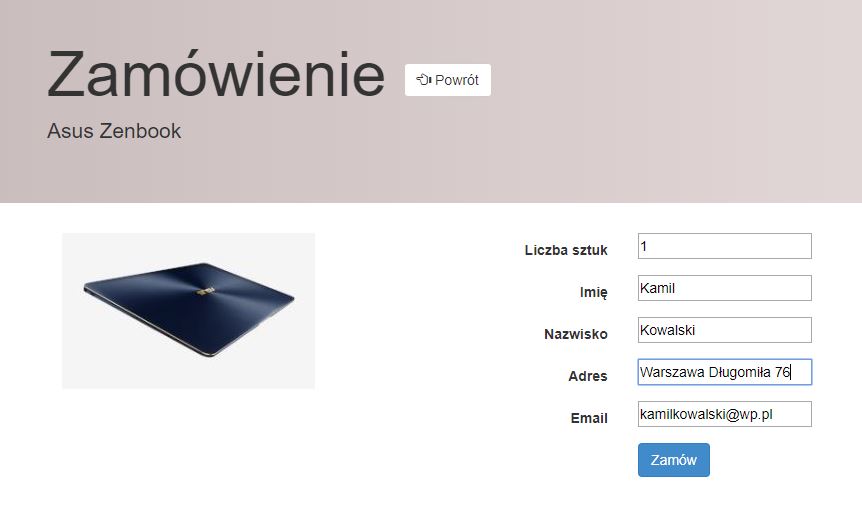 Zamówienie
Powrót
Asus Zenbook
Liczba sztuk 1
Imię Kamil
Nazwisko Kowalski
Adres Warszawa Długomiła 76
Email kamilkowalski@wp.pl
Zamów